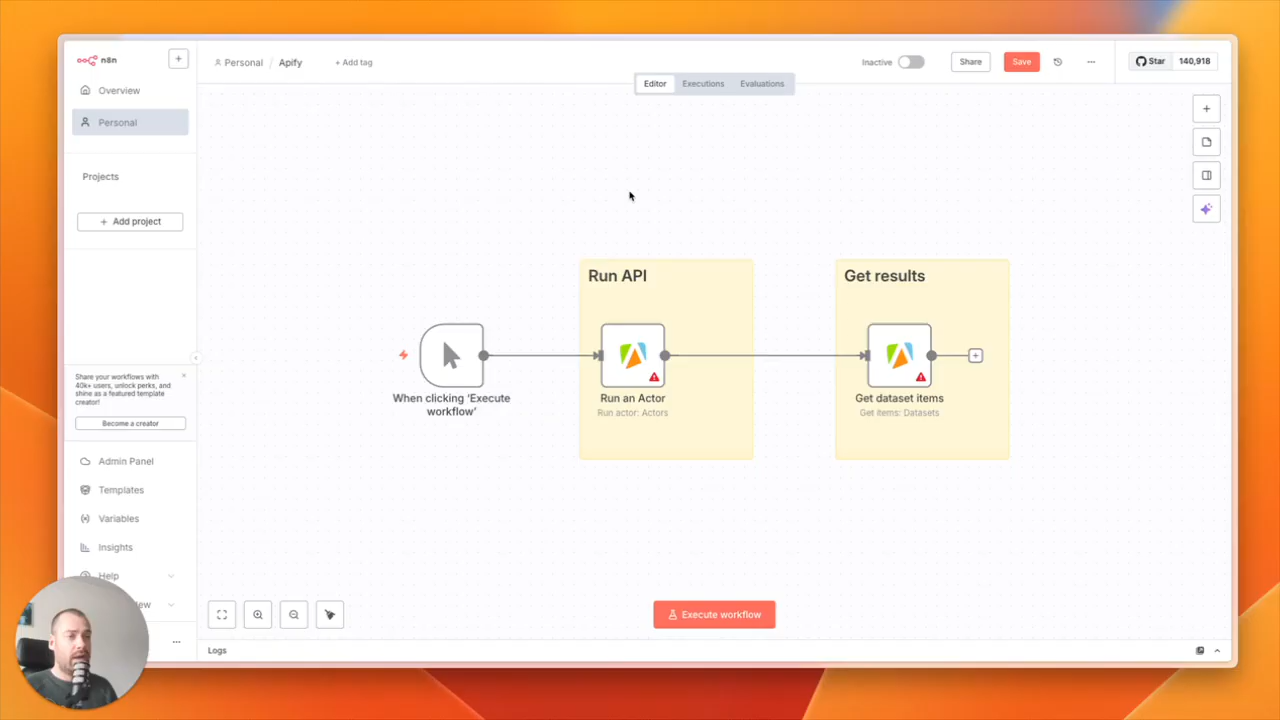 n8n
Personal / Apify
+ Add tag
Inactive
Share
Save
Star
140,918
Editor
Executions
Evaluations
Overview
Personal
Projects
Add project
Share your workflows with
40k+ users, unlock perks, and
shine as a featured template
creator!
Become a creator
Admin Panel
Templates
Variables
Insights
Help
Run API
Get results
When clicking ‘Execute
workflow’
Run an Actor
Run actor: Actors
Get dataset items
Get items: Datasets
Execute workflow
Logs